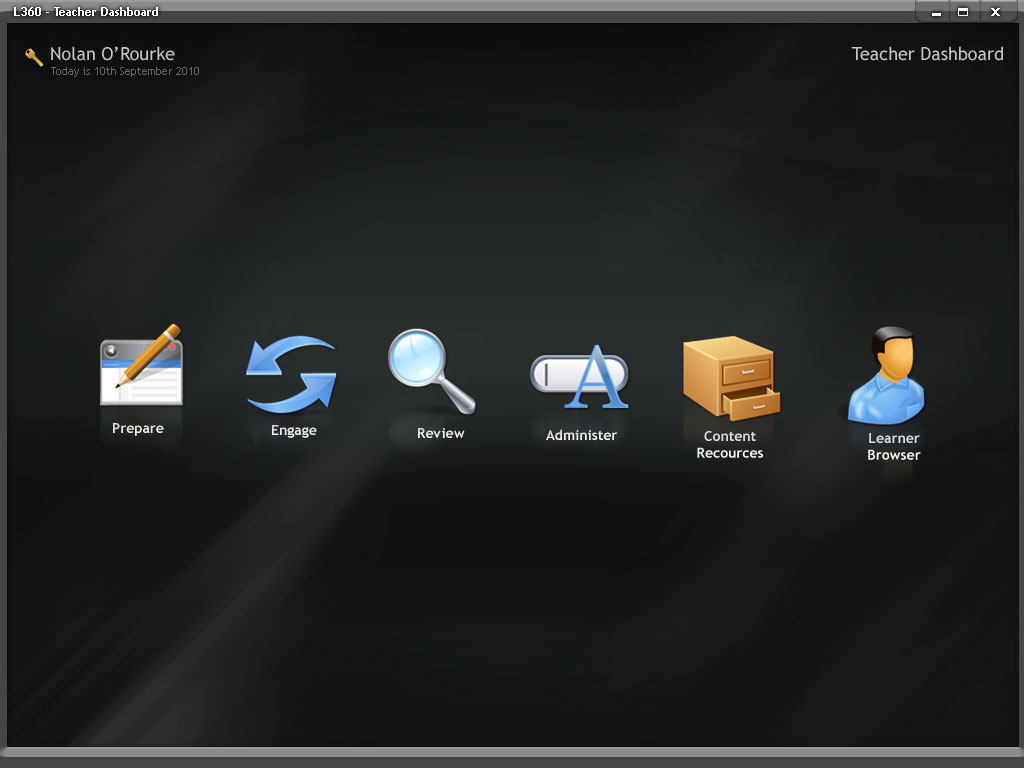 L360 - Teacher Dashboard
Nolan O’Rourke
Today is 10th September 2010
Teacher Dashboard
Prepare
Engage
Review
Administer
Content
Recources
Learner
Browser